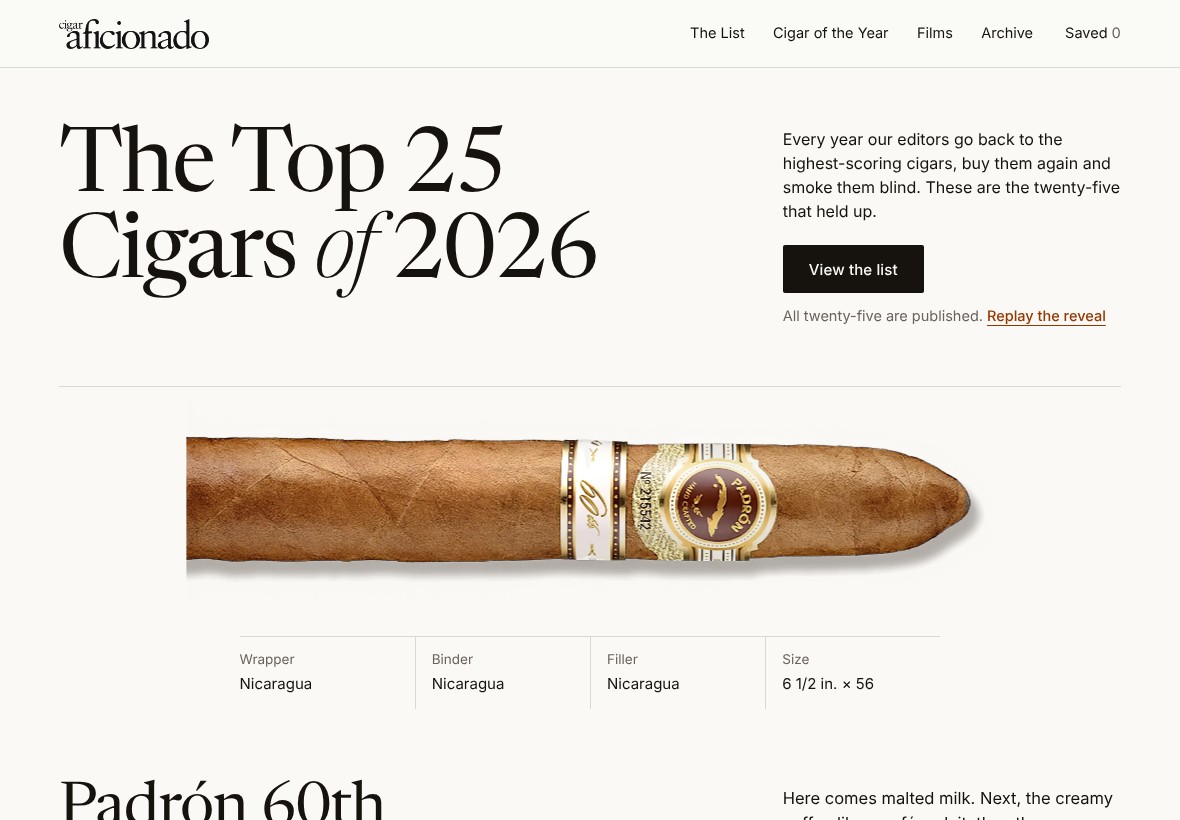 cigar
aficionado
The List
Cigar of the Year
Films
Archive
Saved 0
The Top 25
Cigars of 2026
Every year our editors go back to the
highest-scoring cigars, buy them again and
smoke them blind. These are the twenty-five
that held up.
View the list
All twenty-five are published. Replay the reveal
60th
Nº 215542
PADRÓN
HAND CRAFTED
Wrapper
Nicaragua
Binder
Nicaragua
Filler
Nicaragua
Size
6 1/2 in. × 56
Padrón 60th
Here comes malted milk. Next, the creamy